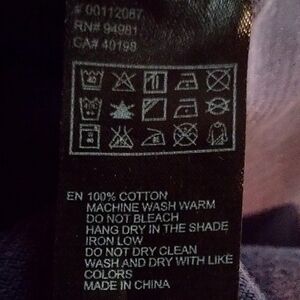 # 00112087
RN# 94981
CA# 40198
EN 100% COTTON
MACHINE WASH WARM
DO NOT BLEACH
HANG DRY IN THE SHADE
IRON LOW
DO NOT DRY CLEAN
WASH AND DRY WITH LIKE
COLORS
MADE IN CHINA